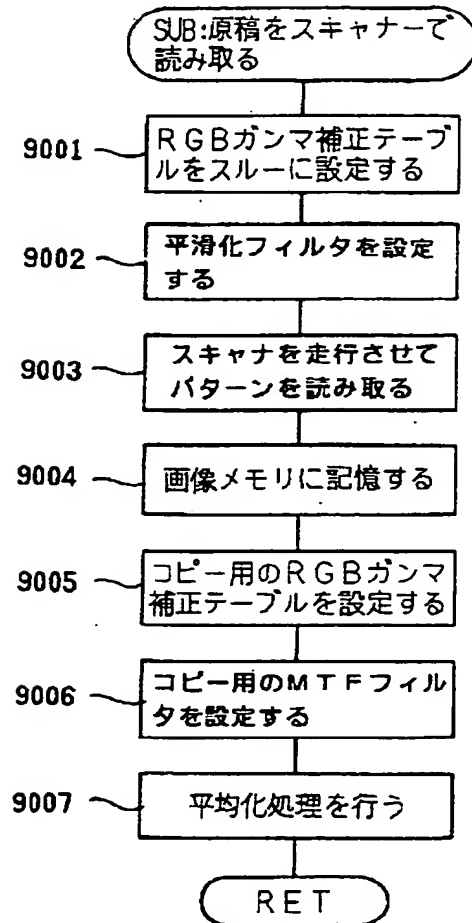 SUB:原稿をスキャナーで
読み取る
9001
RGBガンマ補正テーブ
ルをスルーに設定する
9002
平滑化フィルタを設定
する
9003
スキャナを走行させて
パターンを読み取る
9004
画像メモリに記憶する
9005
コピー用のRGBガンマ
補正テーブルを設定する
9006
コピー用のMTFフィル
タを設定する
9007
平均化処理を行う
RET